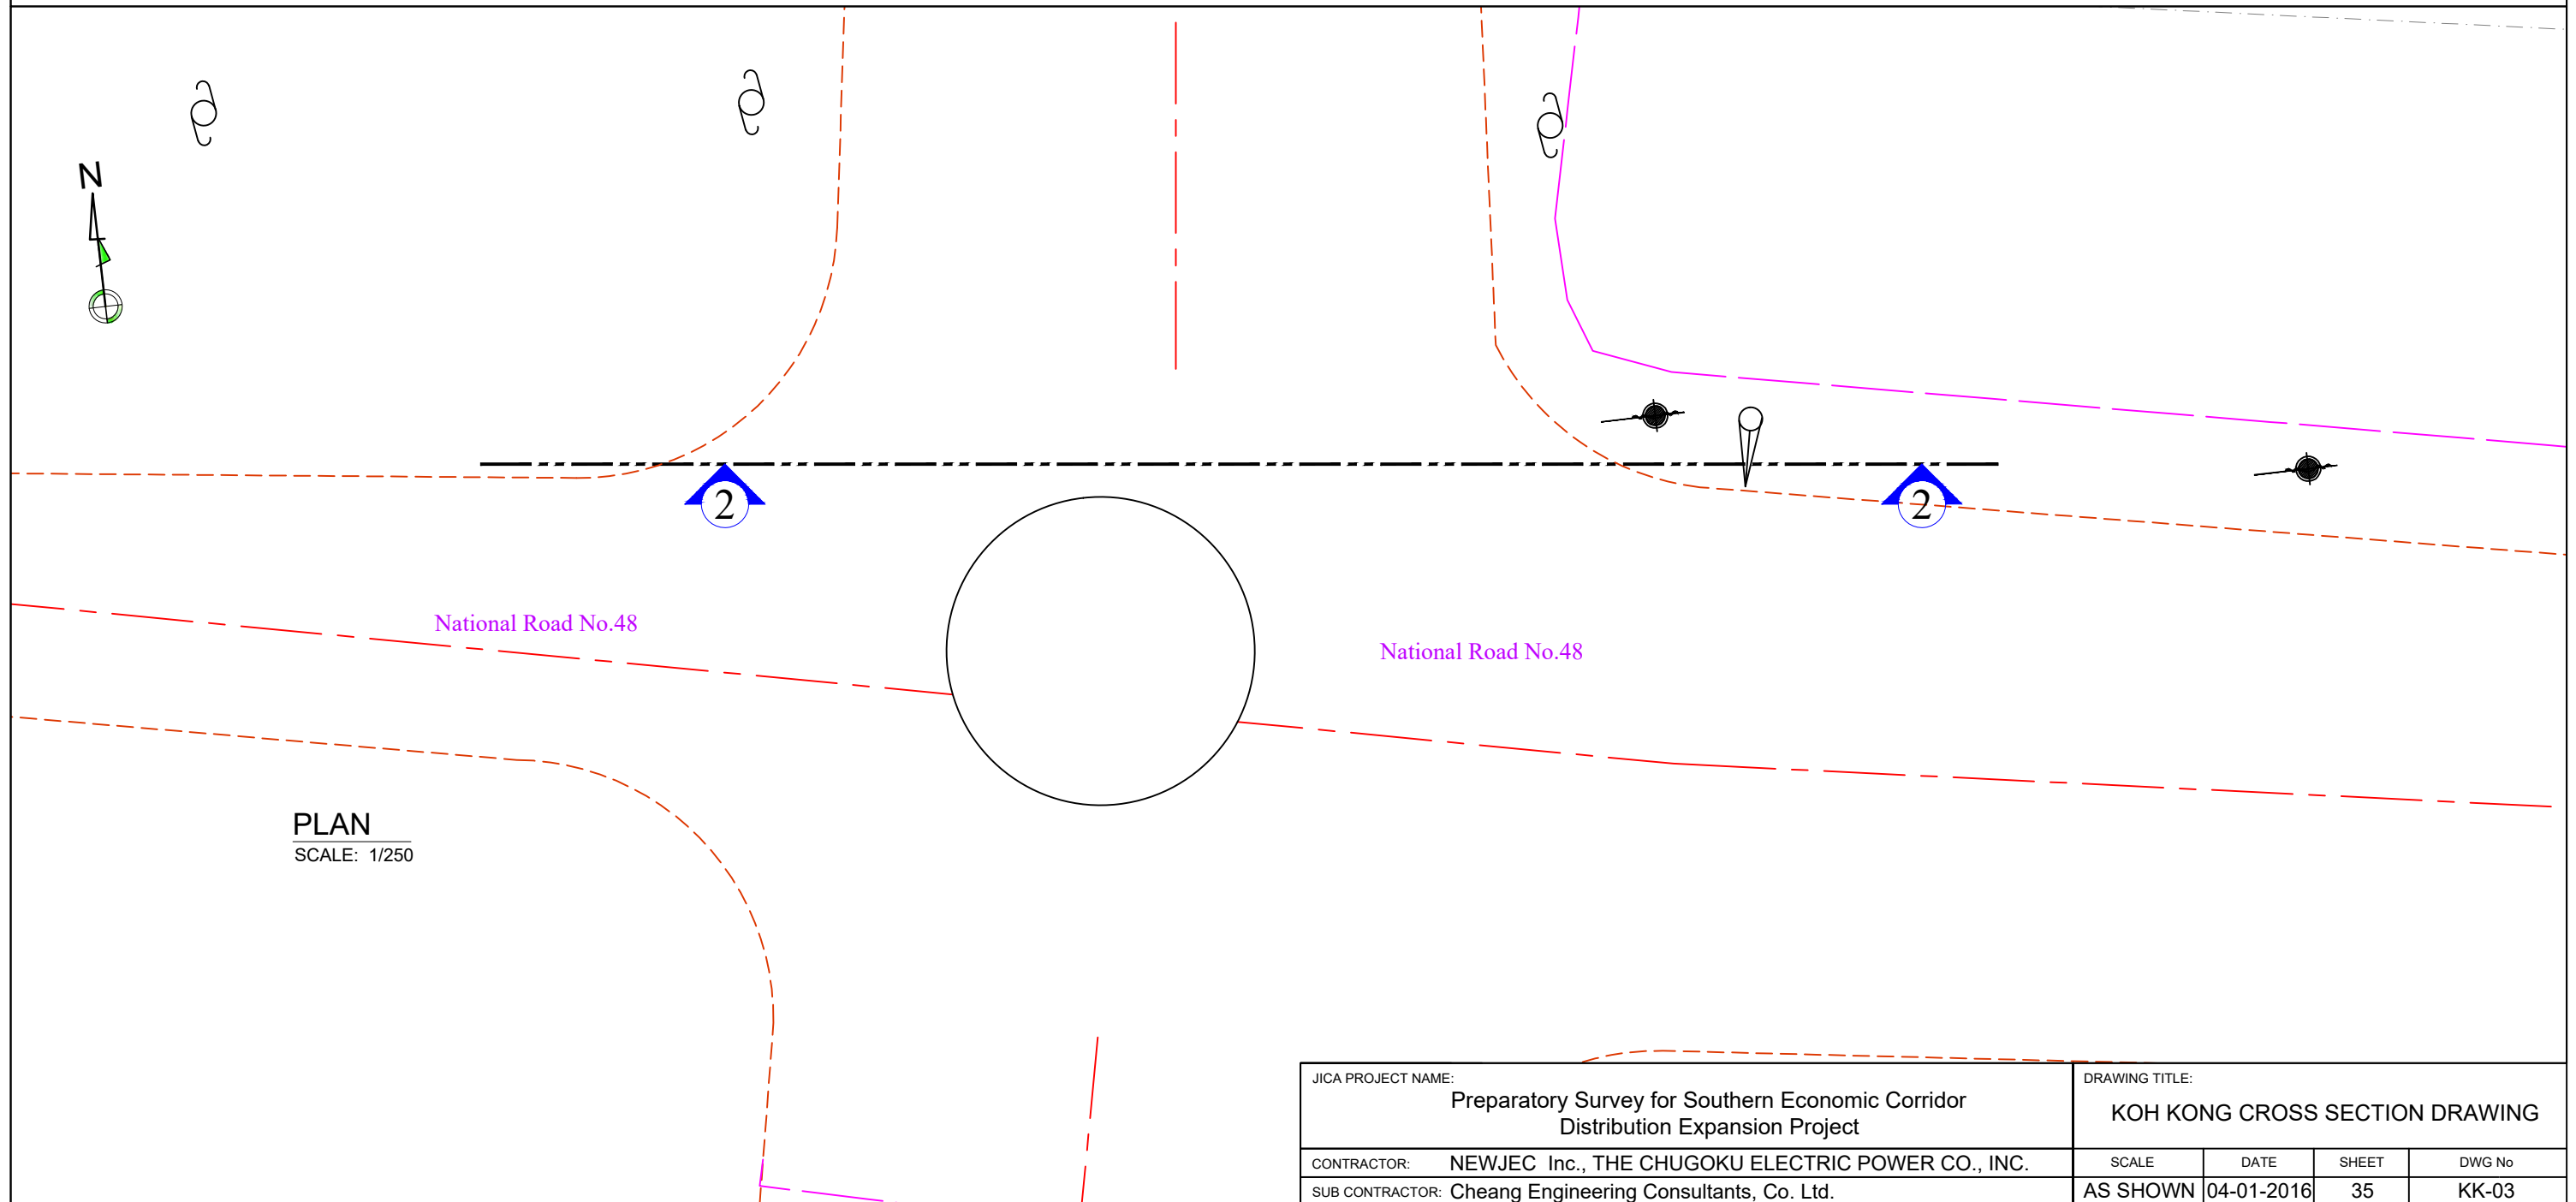 N
2
2
National Road No.48
National Road No.48
PLAN
SCALE: 1/250
JICA PROJECT NAME:
Preparatory Survey for Southern Economic Corridor
Distribution Expansion Project
DRAWING TITLE:
KOH KONG CROSS SECTION DRAWING
CONTRACTOR: NEWJEC Inc., THE CHUGOKU ELECTRIC POWER CO., INC.
SCALE DATE SHEET DWG No
SUB CONTRACTOR: Cheang Engineering Consultants, Co. Ltd.
AS SHOWN 04-01-2016 35 KK-03